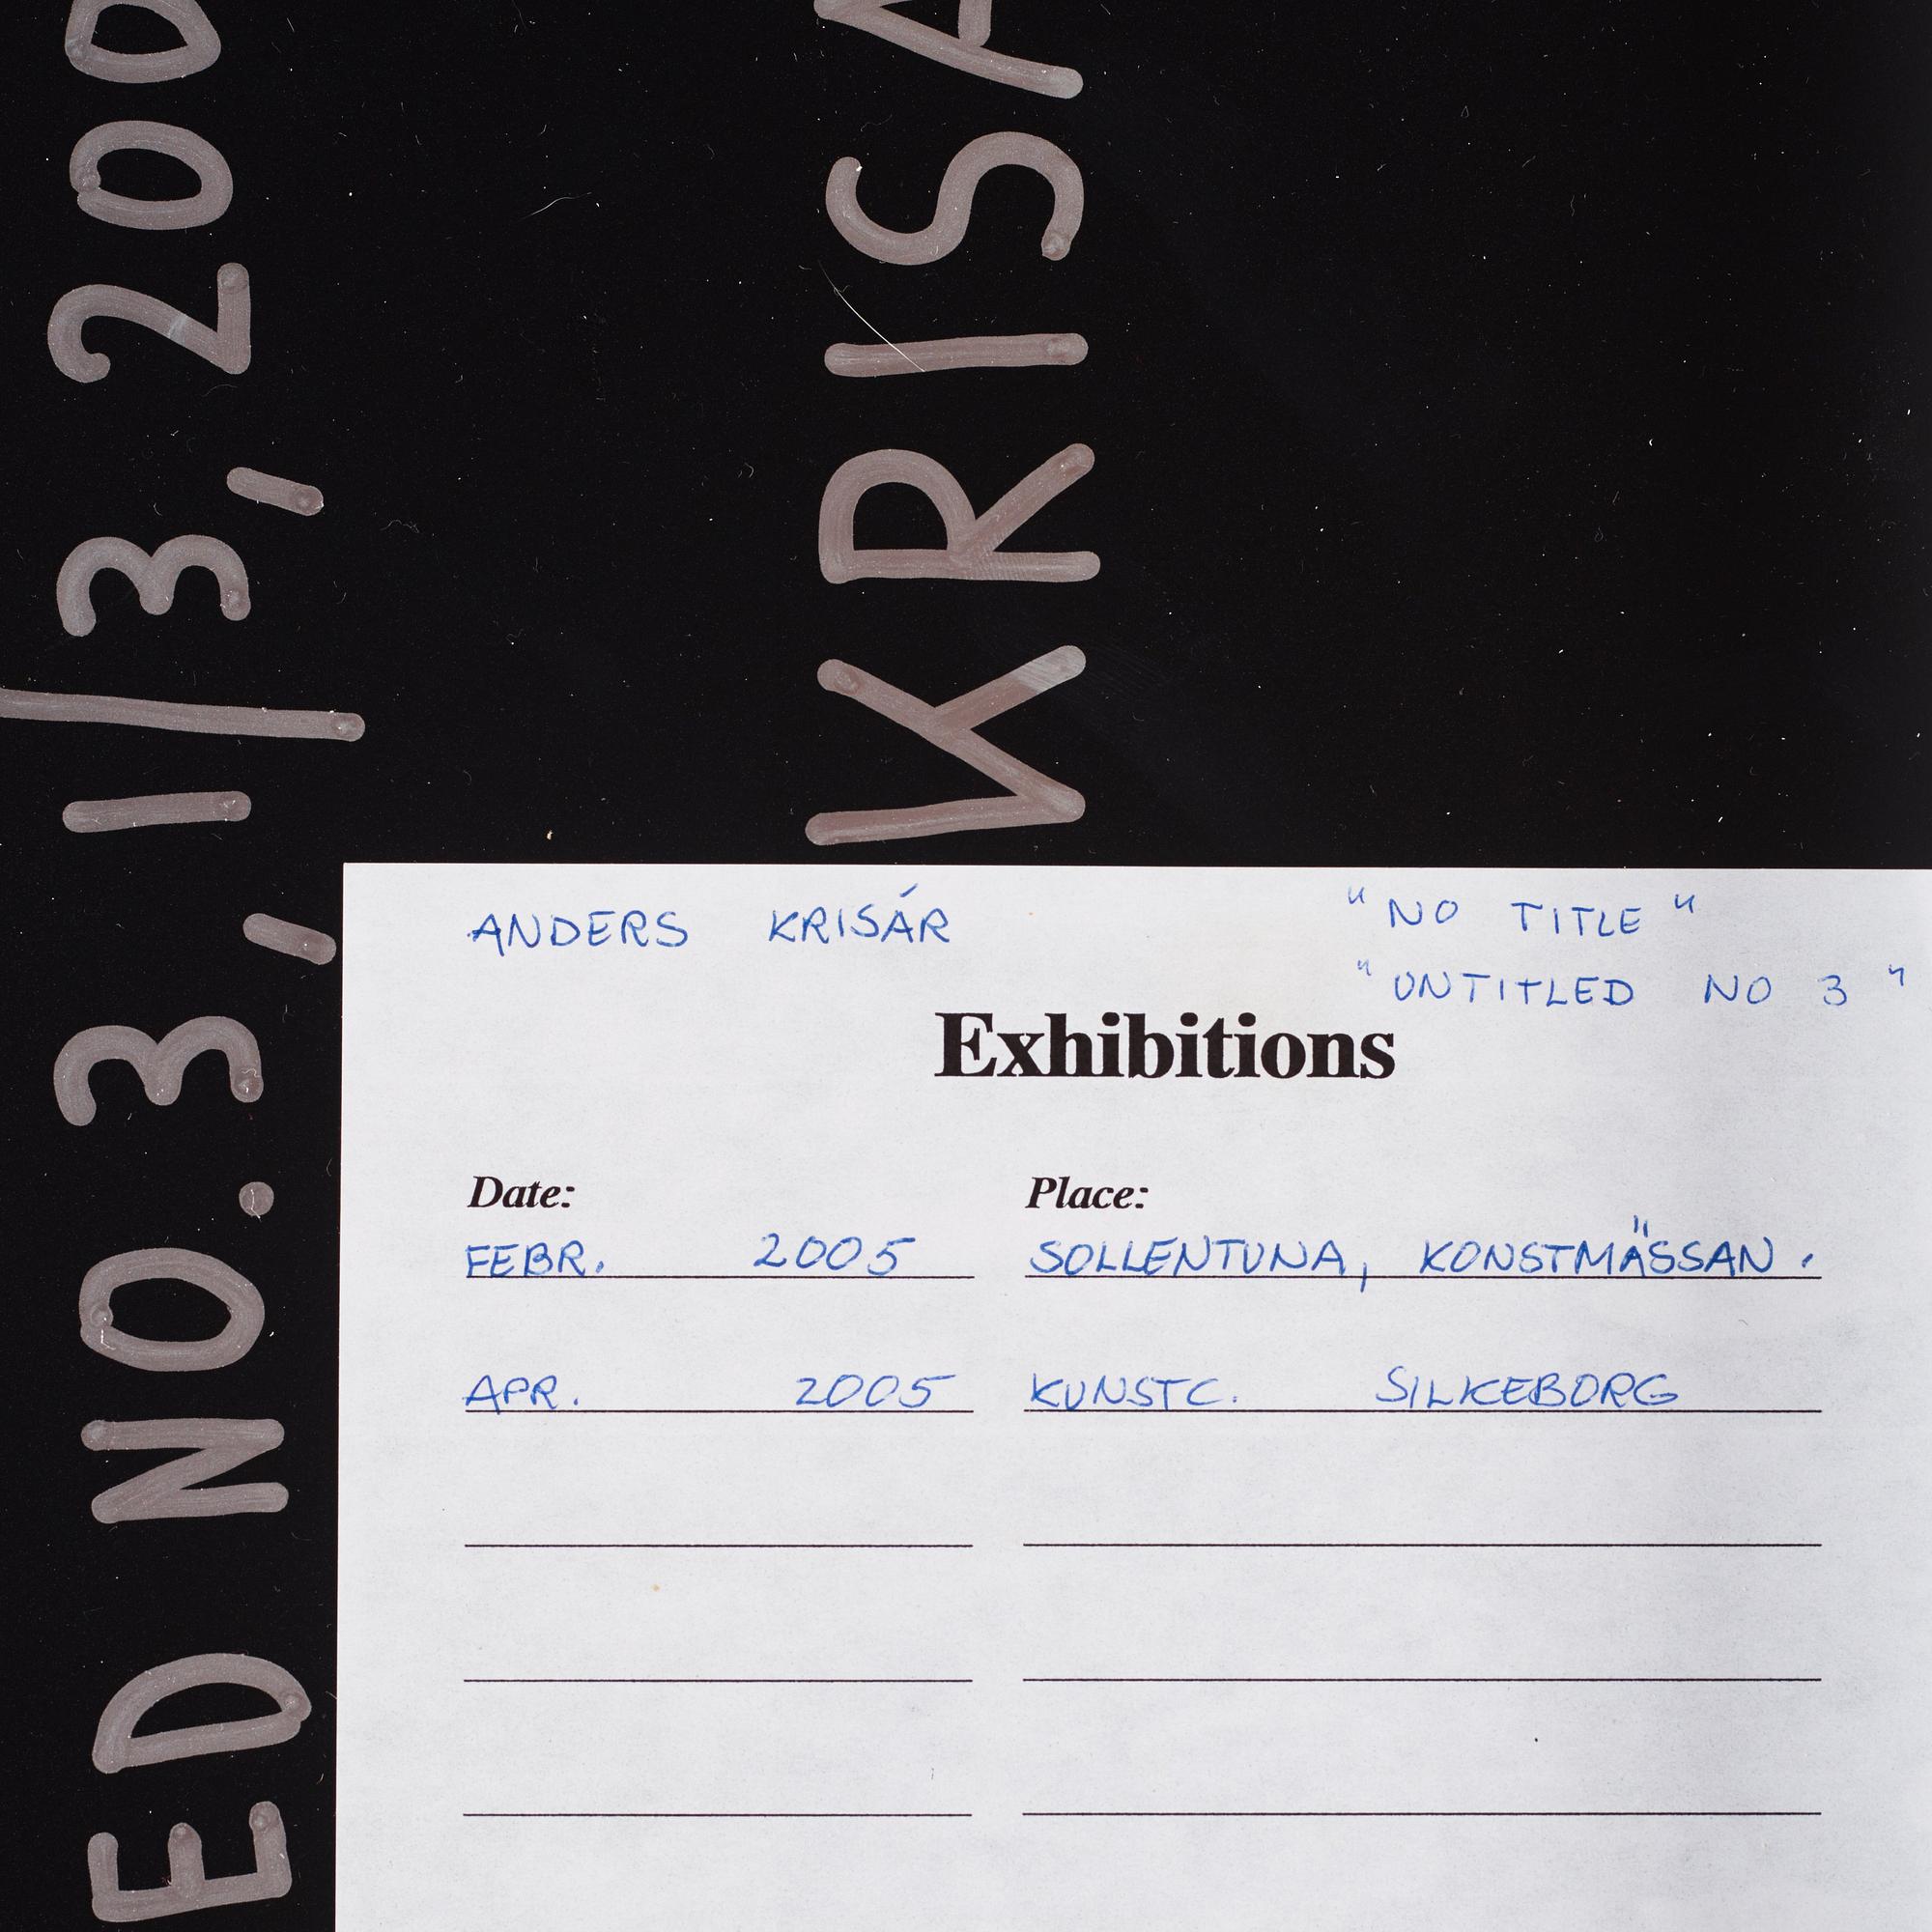 ED NO. 3, 1/3, 200
KRISA
ANDERS KRISÁR
"NO TITLE"
"UNTITLED NO 3"
Exhibitions
Date: Place:
FEBR. 2005 SOLLENTUNA, KONSTMÄSSAN.
APR. 2005 KUNSTC. SILKEBORG